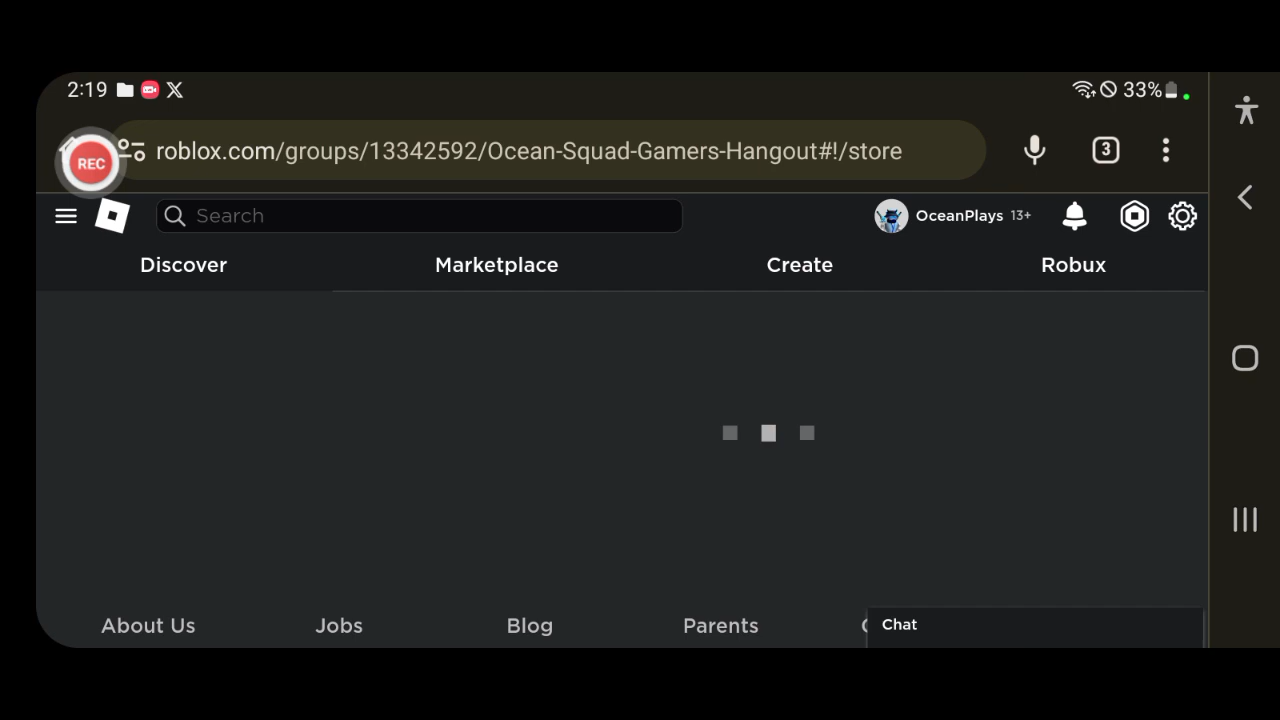 2:19 33%
REC roblox.com/groups/13342592/Ocean-Squad-Gamers-Hangout#!/store 3
Search OceanPlays 13+
Discover Marketplace Create Robux
About Us Jobs Blog Parents Chat